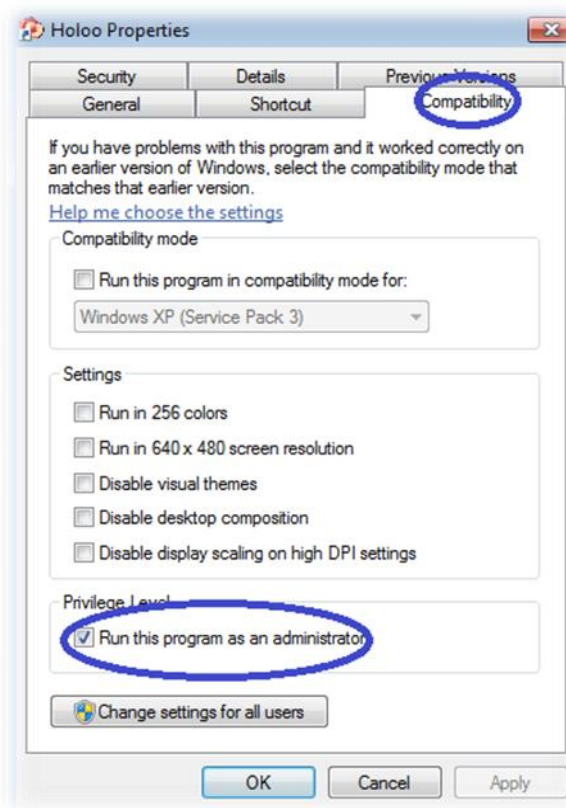 Holoo Properties
Security
Details
Previous Versions
General
Shortcut
Compatibility
If you have problems with this program and it worked correctly on
an earlier version of Windows, select the compatibility mode that
matches that earlier version.
Help me choose the settings
Compatibility mode
Run this program in compatibility mode for:
Windows XP (Service Pack 3)
Settings
Run in 256 colors
Run in 640 x 480 screen resolution
Disable visual themes
Disable desktop composition
Disable display scaling on high DPI settings
Privilege Level
Run this program as an administrator
Change settings for all users
OK
Cancel
Apply